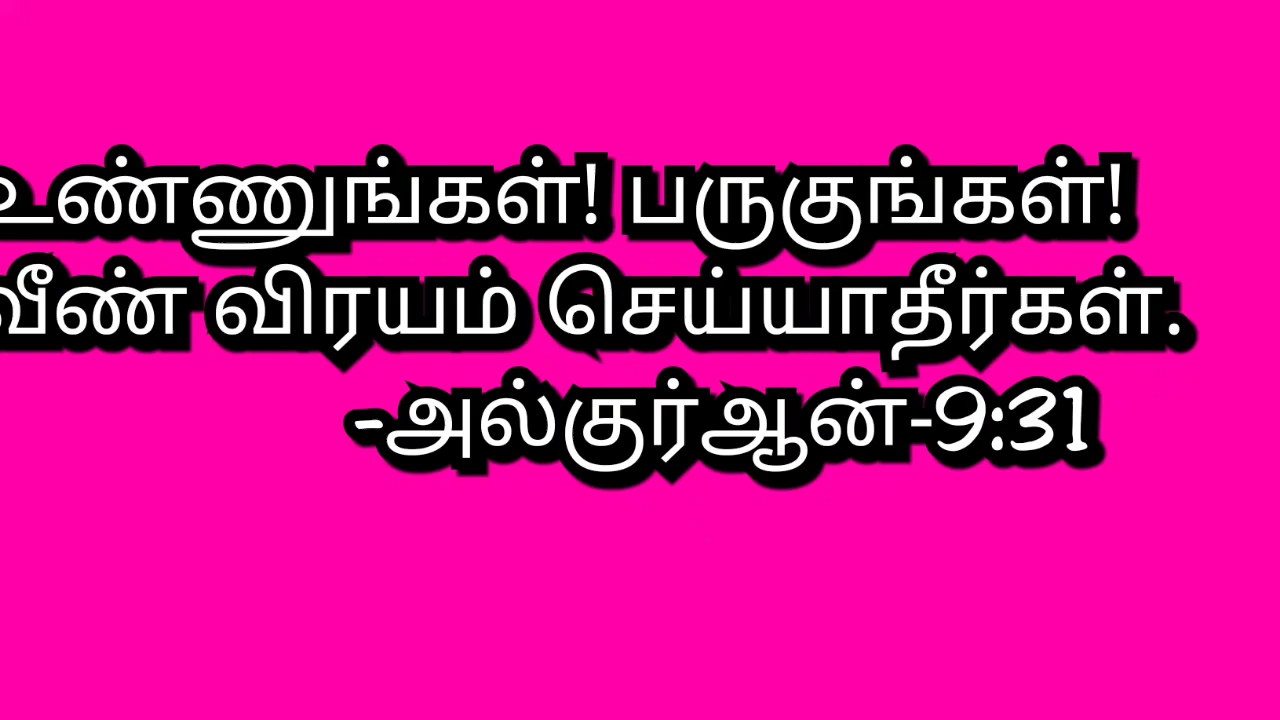 உண்ணுங்கள்! பருகுங்கள்!
வீண் விரயம் செய்யாதீர்கள்.
-அல்குர்ஆன்-9:31